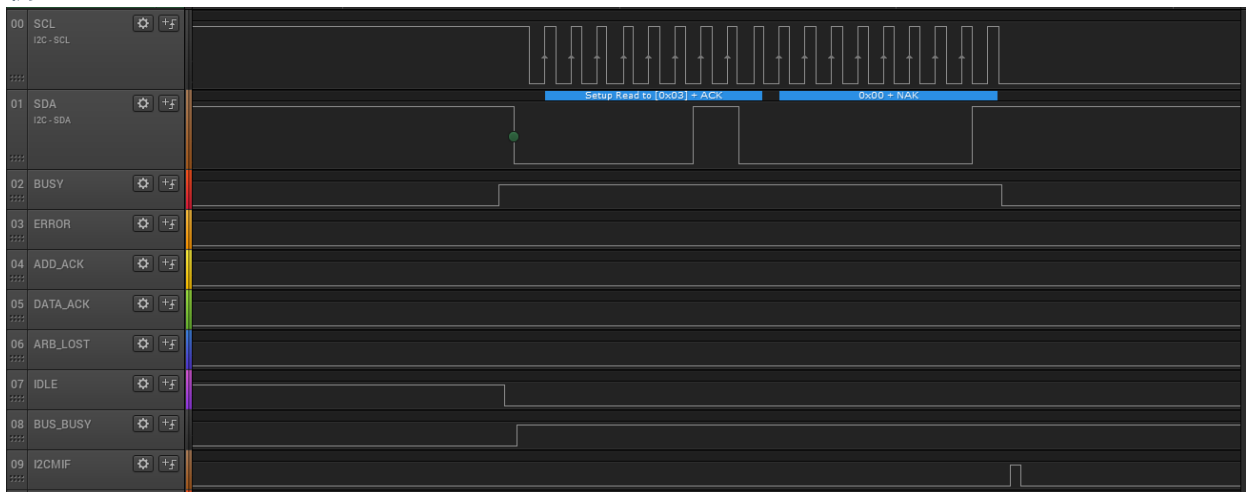 00 SCL
I2C - SCL
Setup Read to [0x03] + ACK
0x00 + NAK
01 SDA
I2C - SDA
02 BUSY
03 ERROR
04 ADD_ACK
05 DATA_ACK
06 ARB_LOST
07 IDLE
08 BUS_BUSY
09 I2CMIF